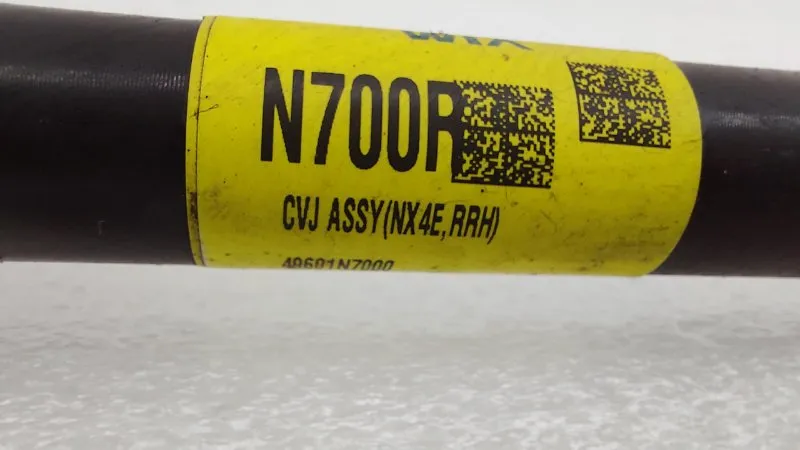 N700R
CVJ ASSY(NX4E,RRH)
49601N7000